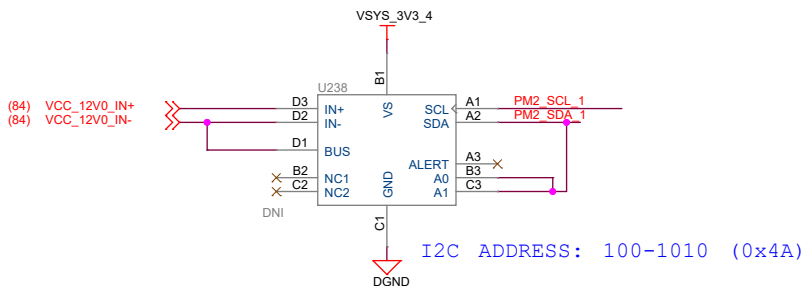 VSYS_3V3_4
U238
B1
(84) VCC_12V0_IN+
D3
IN+
VS
SCL
A1
PM2_SCL_1
(84) VCC_12V0_IN-
D2
IN-
SDA
A2
PM2_SDA_1
D1
BUS
ALERT
A3
B2
NC1
GND
A0
B3
C2
NC2
A1
C3
DNI
C1
I2C ADDRESS: 100-1010 (0x4A)
DGND